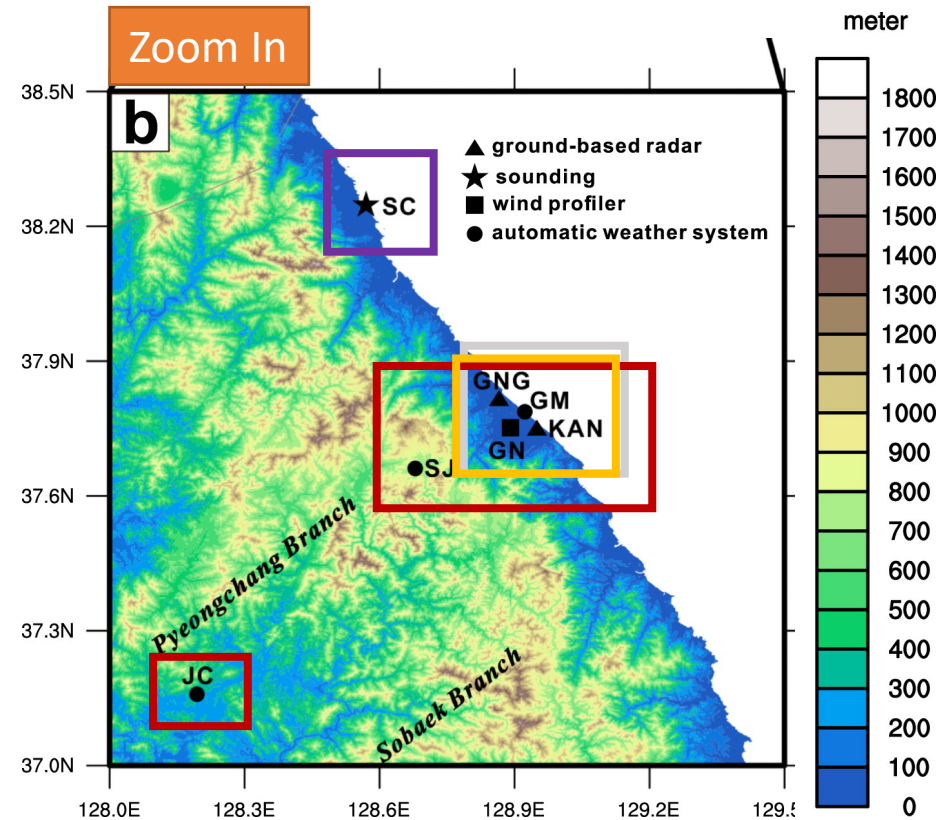 Zoom In
meter
38.5N
b
ground-based radar
sounding
wind profiler
automatic weather system
SC
38.2N
37.9N
GNG
GM
KAN
GN
SJ
37.6N
Pyeongchang Branch
37.3N
JC
Sobaek Branch
37.0N
128.0E 128.3E 128.6E 128.9E 129.2E 129.5
1800
1700
1600
1500
1400
1300
1200
1100
1000
900
800
700
600
500
400
300
200
100
0